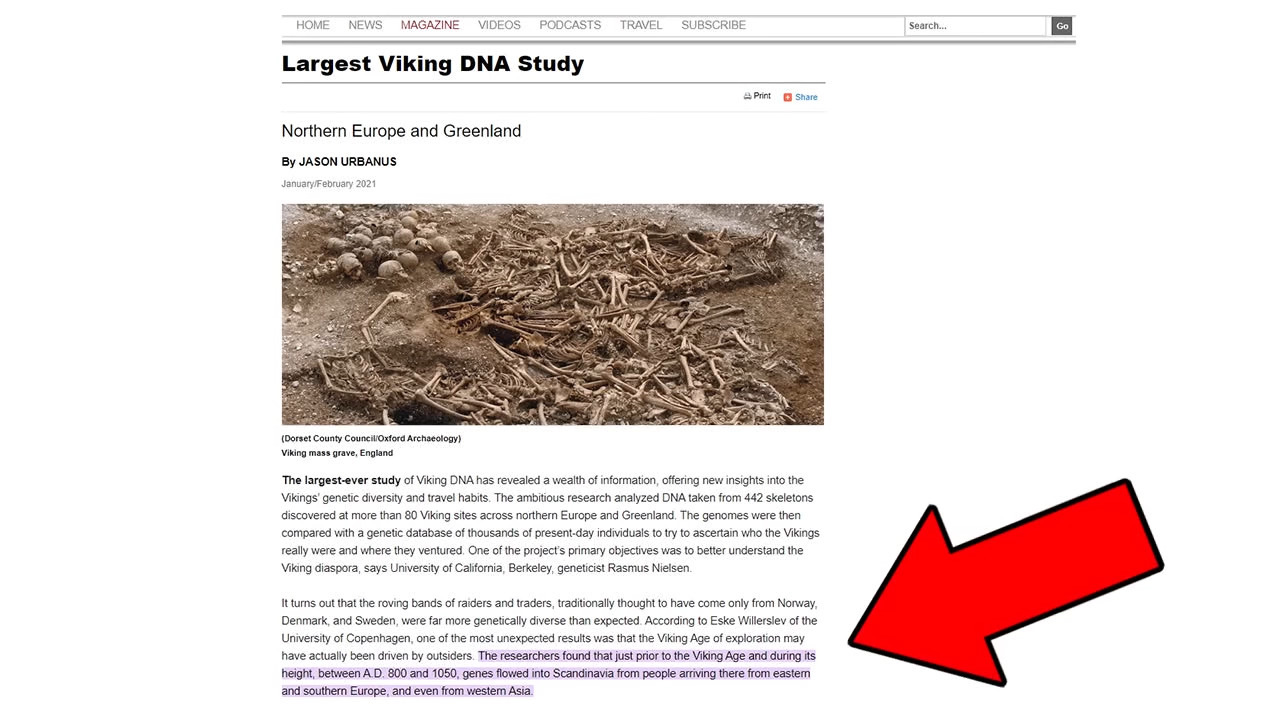 HOME NEWS MAGAZINE VIDEOS PODCASTS TRAVEL SUBSCRIBE Search... Go
Largest Viking DNA Study
Print Share
Northern Europe and Greenland
By JASON URBANUS
January/February 2021
(Dorset County Council/Oxford Archaeology)
Viking mass grave, England
The largest-ever study of Viking DNA has revealed a wealth of information, offering new insights into the
Vikings' genetic diversity and travel habits. The ambitious research analyzed DNA taken from 442 skeletons
discovered at more than 80 Viking sites across northern Europe and Greenland. The genomes were then
compared with a genetic database of thousands of present-day individuals to try to ascertain who the Vikings
really were and where they ventured. One of the project's primary objectives was to better understand the
Viking diaspora, says University of California, Berkeley, geneticist Rasmus Nielsen.
It turns out that the roving bands of raiders and traders, traditionally thought to have come only from Norway,
Denmark, and Sweden, were far more genetically diverse than expected. According to Eske Willerslev of the
University of Copenhagen, one of the most unexpected results was that the Viking Age of exploration may
have actually been driven by outsiders. The researchers found that just prior to the Viking Age and during its
height, between A.D. 800 and 1050, genes flowed into Scandinavia from people arriving there from eastern
and southern Europe, and even from western Asia.